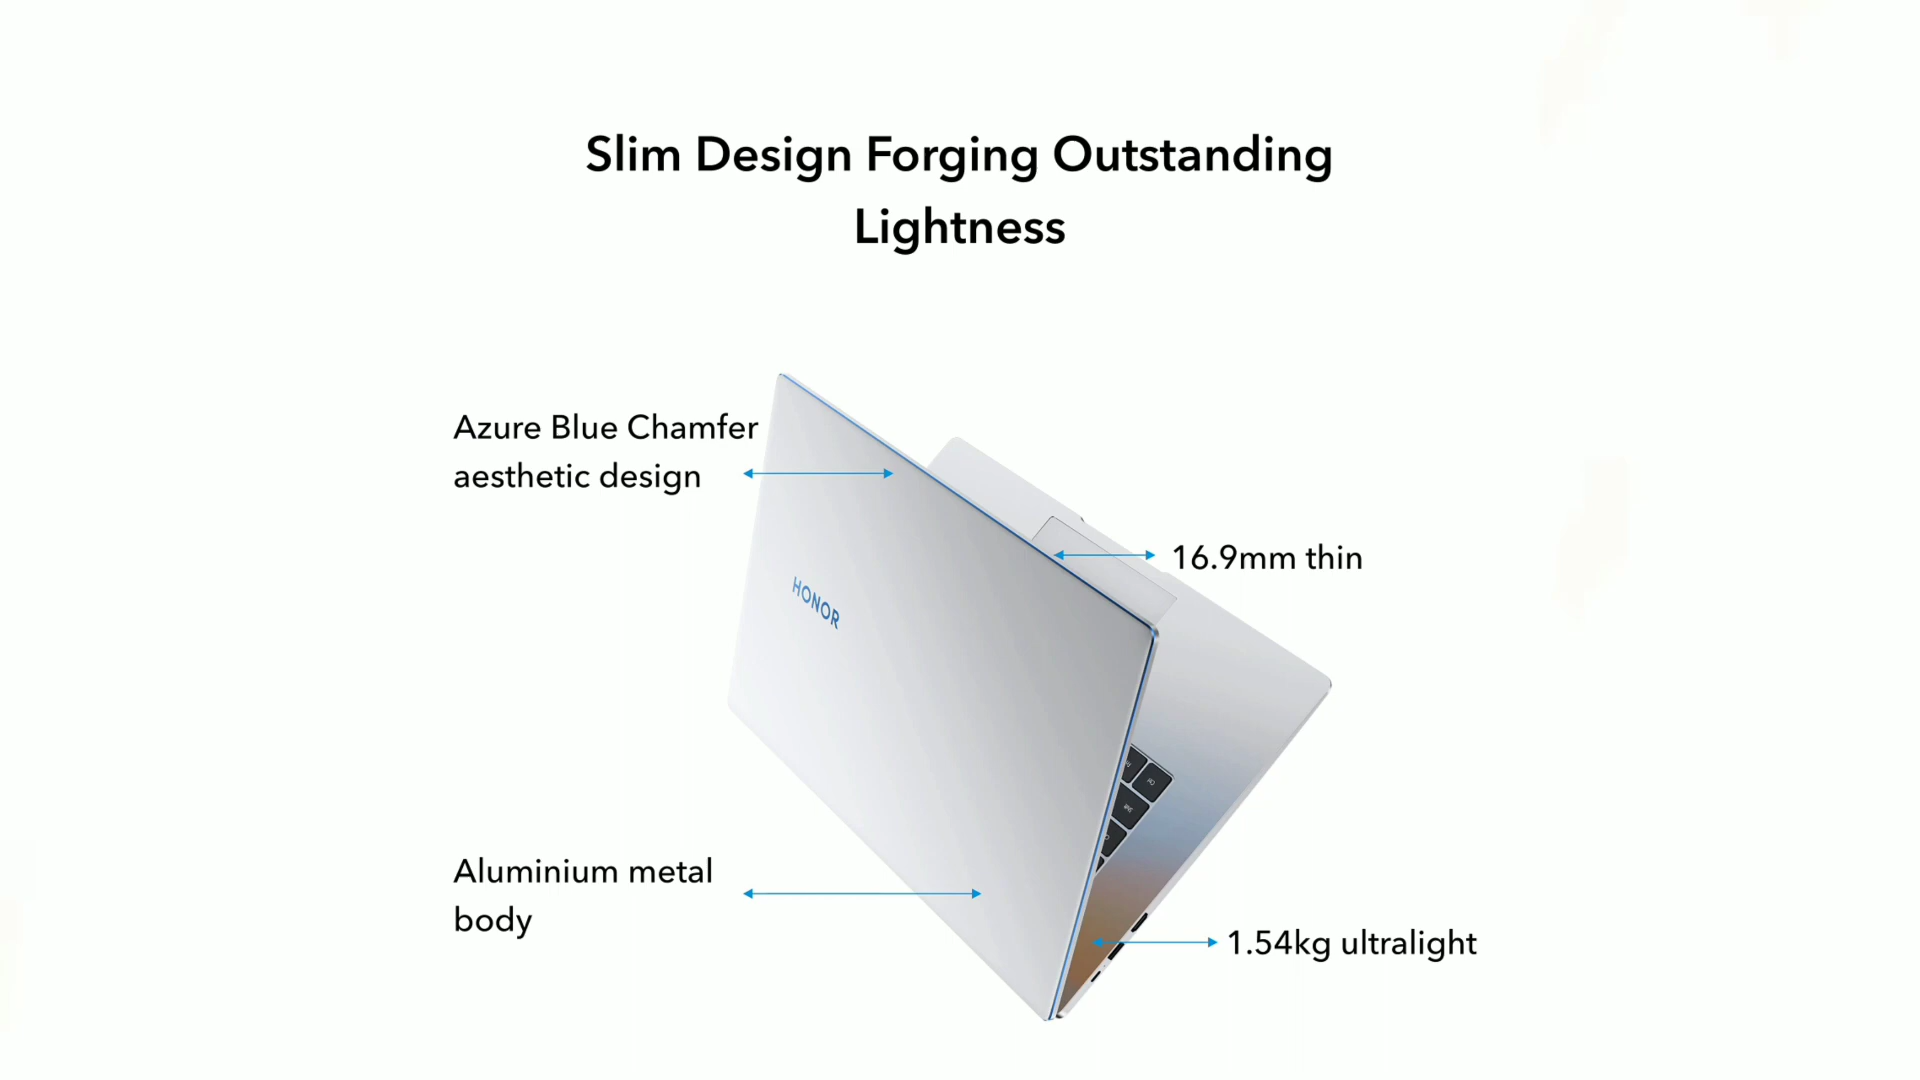 Slim Design Forging Outstanding
Lightness
Azure Blue Chamfer
aesthetic design
16.9mm thin
HONOR
Aluminium metal
body
1.54kg ultralight